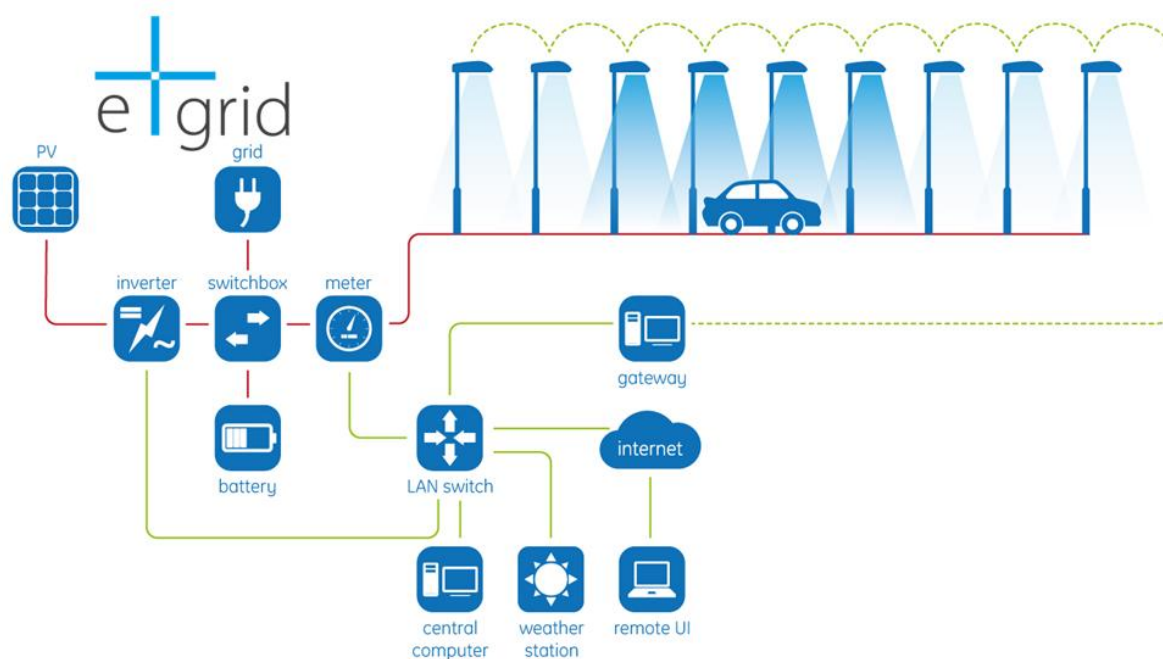 e+grid
PV
grid
inverter
switchbox
meter
gateway
battery
LAN switch
internet
central
computer
weather
station
remote UI